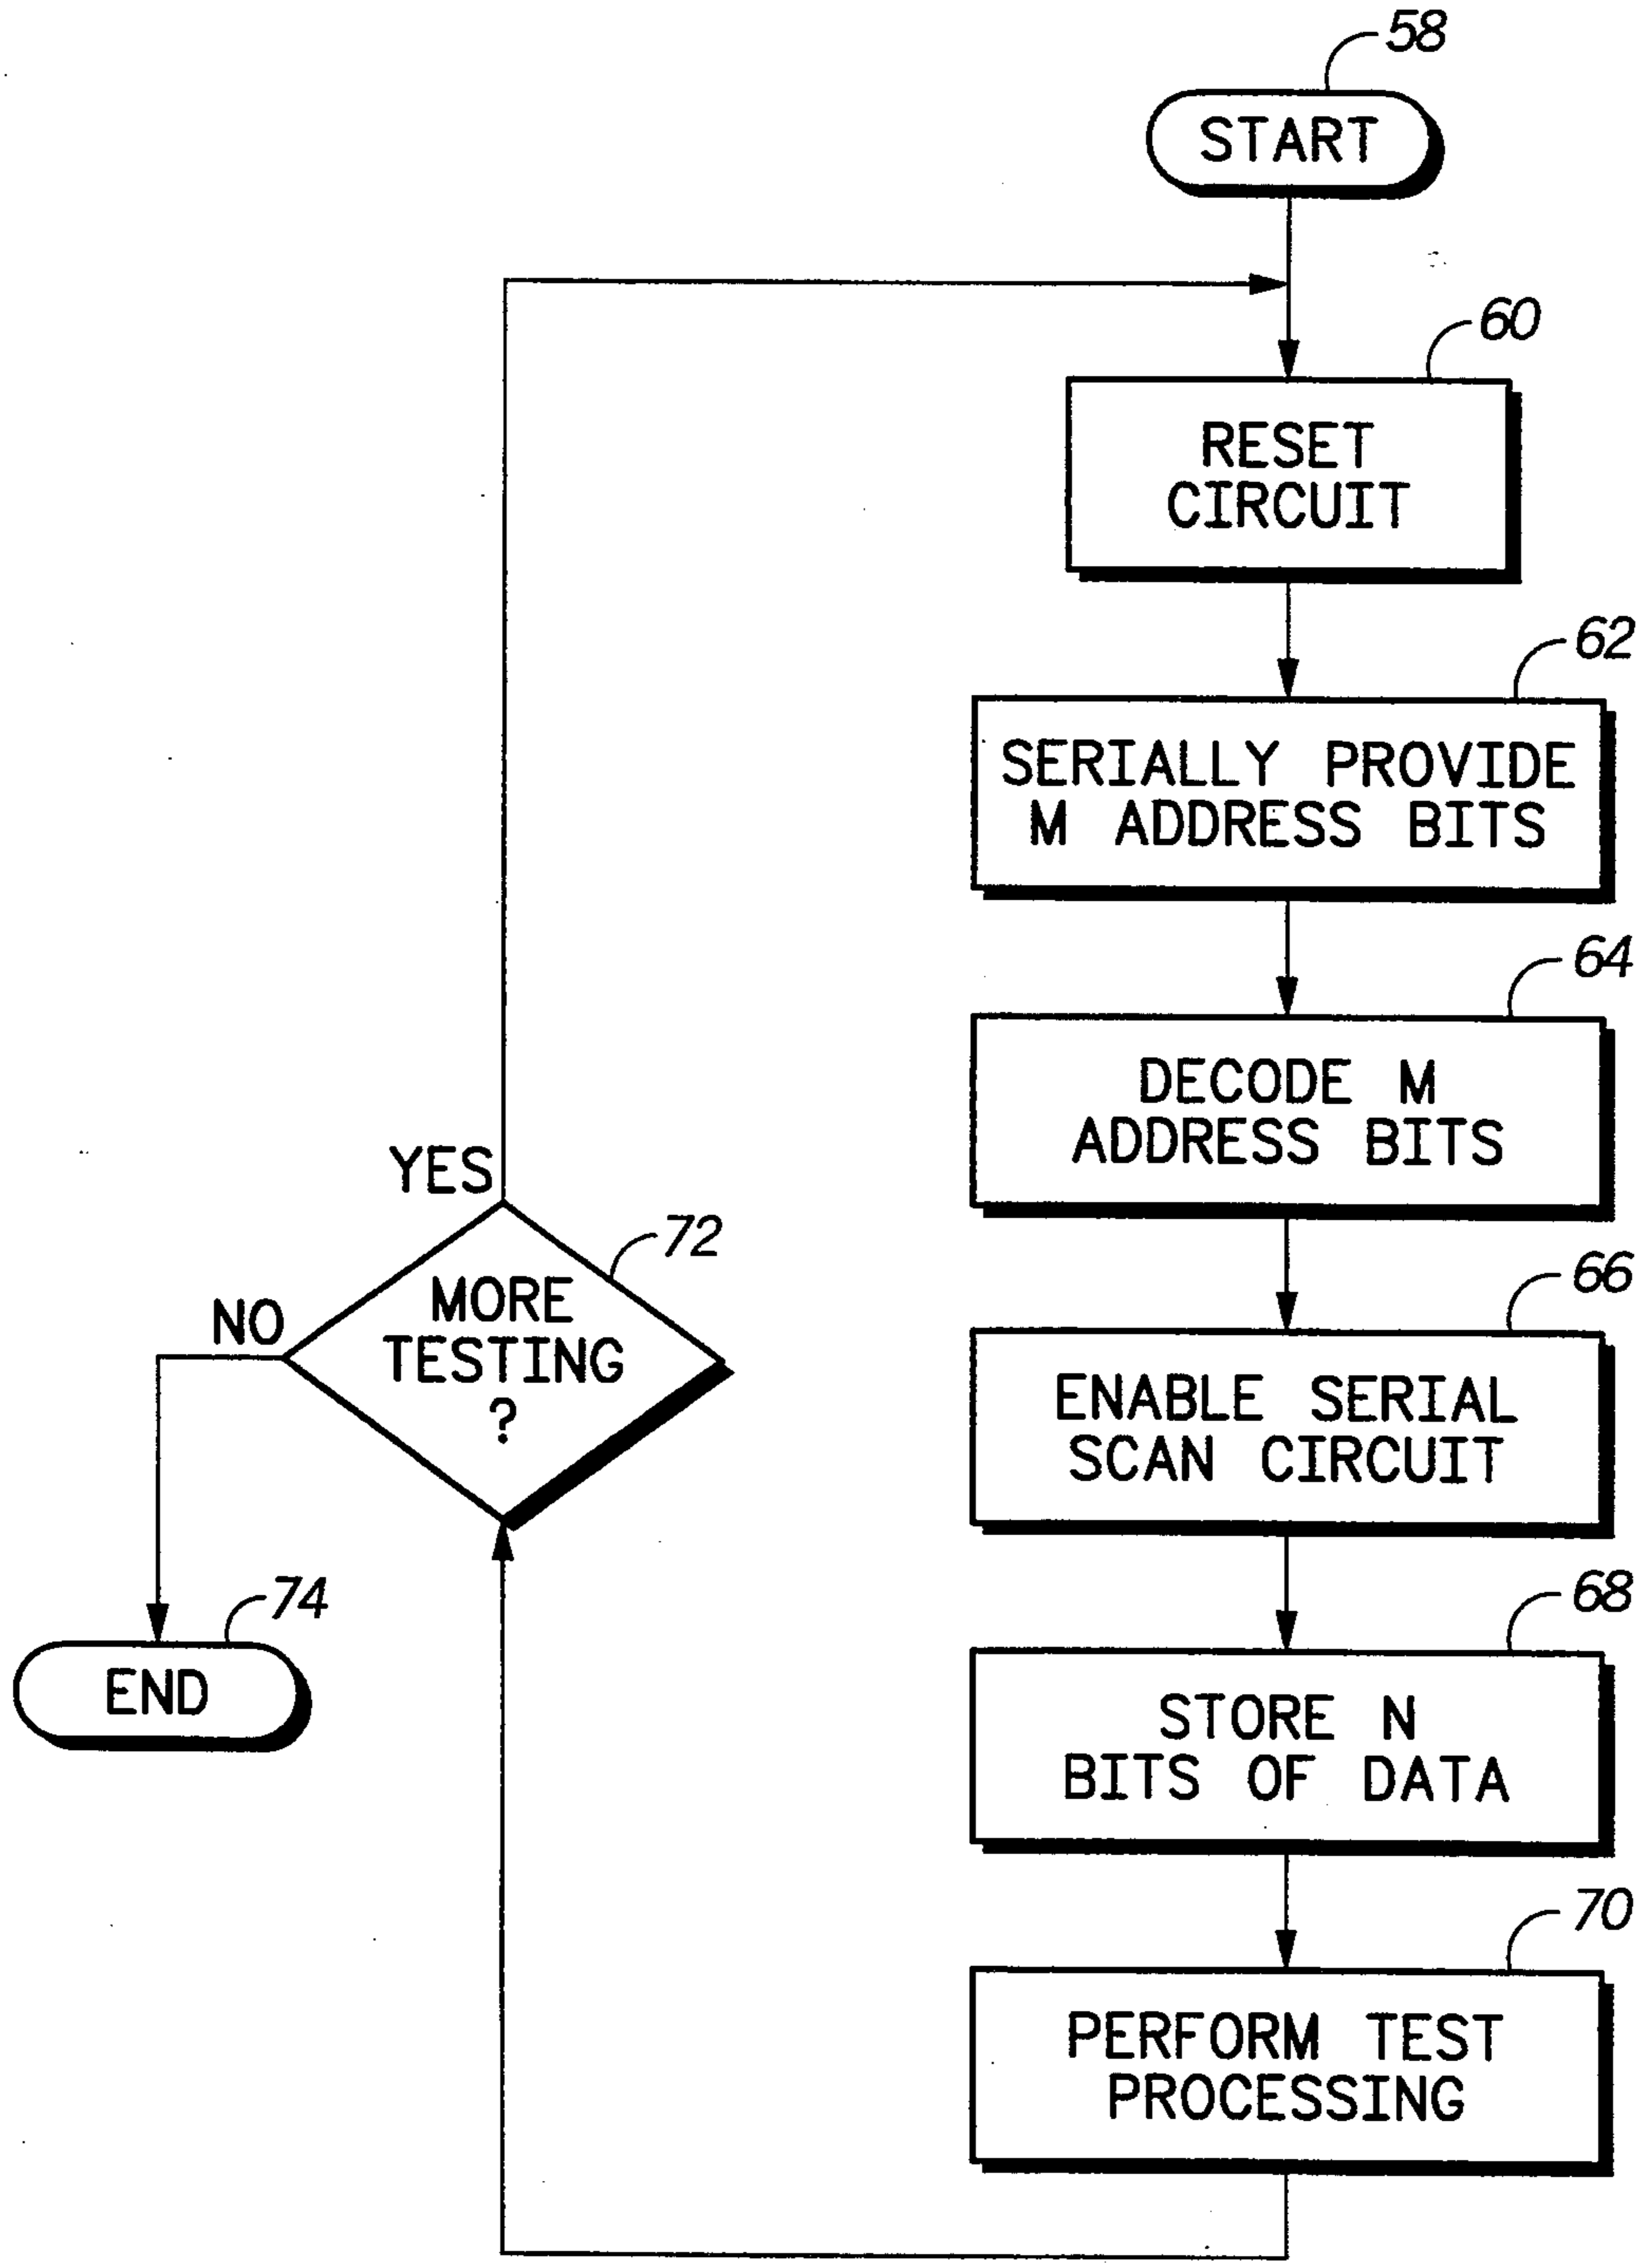 58
START
60
RESET
CIRCUIT
62
SERIALLY PROVIDE
M ADDRESS BITS
64
DECODE M
ADDRESS BITS
66
ENABLE SERIAL
SCAN CIRCUIT
68
STORE N
BITS OF DATA
70
PERFORM TEST
PROCESSING
YES
72
MORE
TESTING
?
NO
74
END